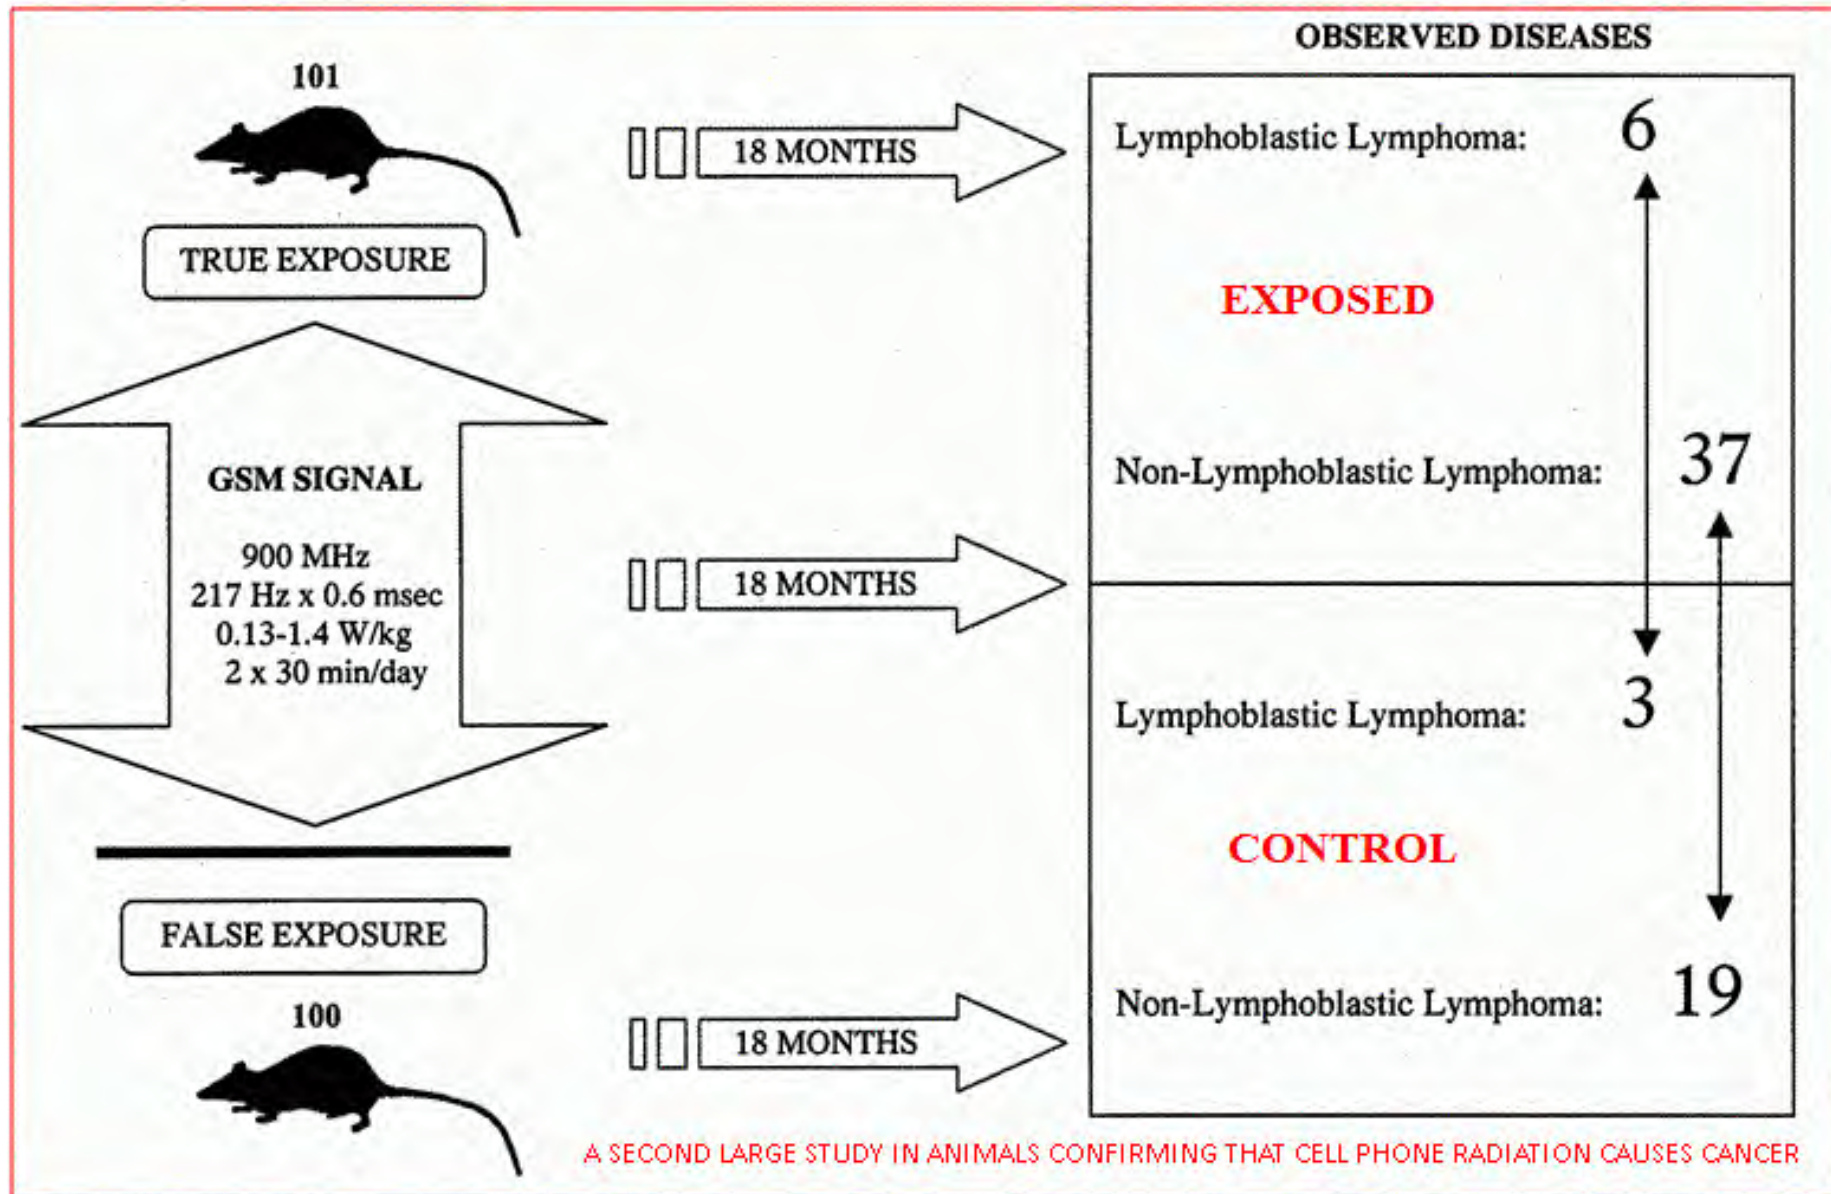 OBSERVED DISEASES
101
TRUE EXPOSURE
18 MONTHS
Lymphoblastic Lymphoma: 6
EXPOSED
Non-Lymphoblastic Lymphoma: 37
GSM SIGNAL
900 MHz
217 Hz x 0.6 msec
0.13-1.4 W/kg
2 x 30 min/day
18 MONTHS
Lymphoblastic Lymphoma: 3
CONTROL
FALSE EXPOSURE
100
18 MONTHS
Non-Lymphoblastic Lymphoma: 19
A SECOND LARGE STUDY IN ANIMALS CONFIRMING THAT CELL PHONE RADIATION CAUSES CANCER